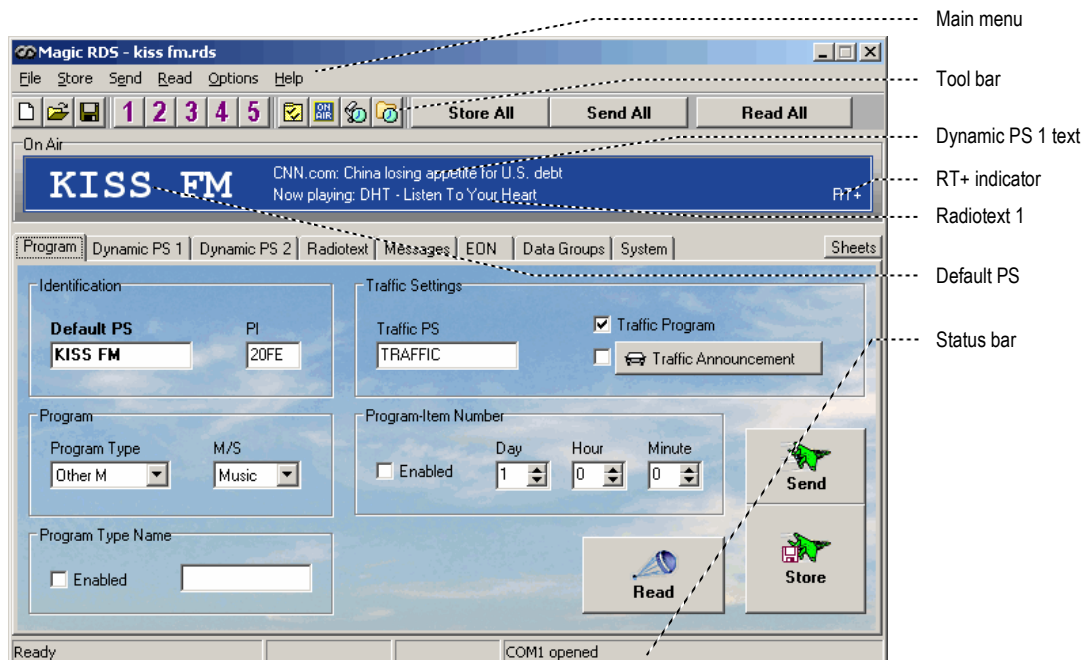 Main menu
Magic RDS - kiss fm.rds
File Store Send Read Options Help
Tool bar
1 2 3 4 5 ON AIR Store All Send All Read All
On Air
Dynamic PS 1 text
KISS FM
CNN.com: China losing appetite for U.S. debt
Now playing: DHT - Listen To Your Heart
RT+
RT+ indicator
Radiotext 1
Program Dynamic PS 1 Dynamic PS 2 Radiotext Messages EON Data Groups System Sheets
Default PS
Identification
Default PS PI
KISS FM 20FE
Traffic Settings
Traffic PS
TRAFFIC
Traffic Program
Traffic Announcement
Status bar
Program
Program Type M/S
Other M Music
Program-Item Number
Day Hour Minute
Enabled 1 0 0
Send
Program Type Name
Enabled
Read
Store
Ready COM1 opened